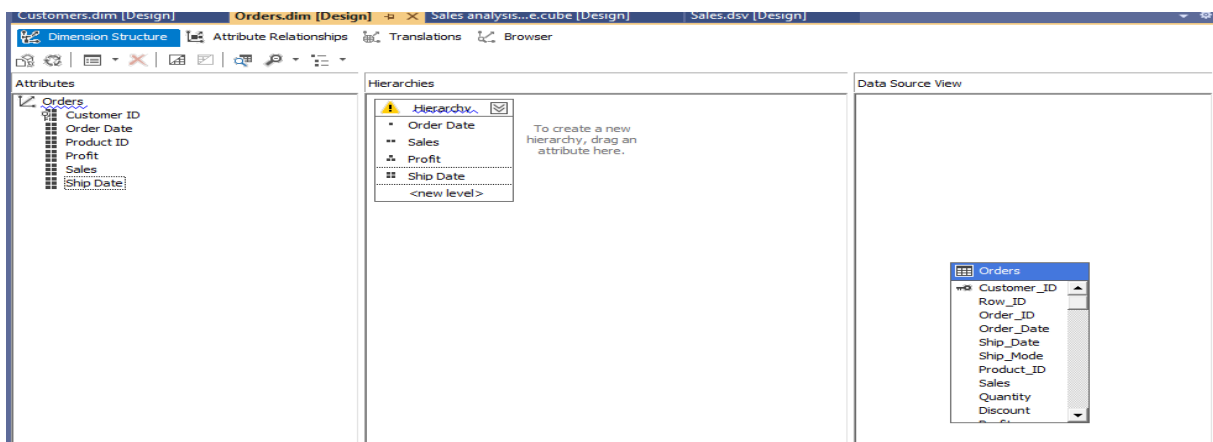 Customers.dim [Design] Orders.dim [Design] Sales analysis...e.cube [Design] Sales.dsv [Design]
Dimension Structure Attribute Relationships Translations Browser
Attributes
Orders
Customer ID
Order Date
Product ID
Profit
Sales
Ship Date
Hierarchies
Hierarchy
Order Date
Sales
Profit
Ship Date
<new level>
To create a new
hierarchy, drag an
attribute here.
Data Source View
Orders
Customer_ID
Row_ID
Order_ID
Order_Date
Ship_Date
Ship_Mode
Product_ID
Sales
Quantity
Discount